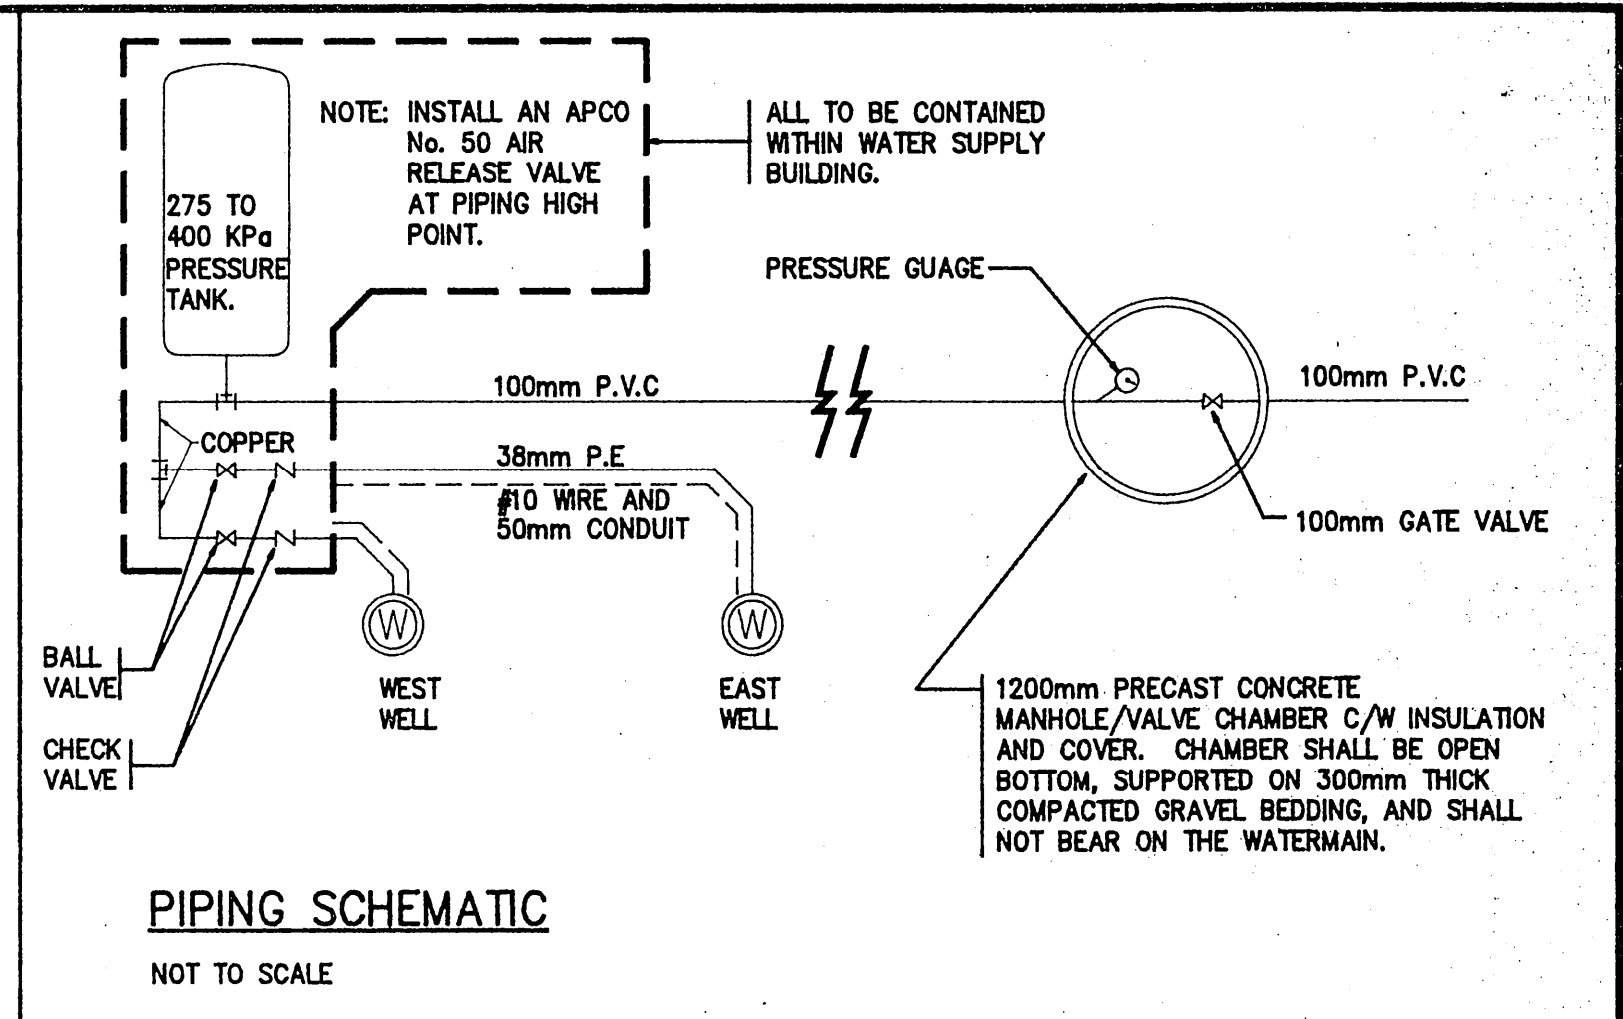 NOTE: INSTALL AN APCO
No. 50 AIR
RELEASE VALVE
AT PIPING HIGH
POINT.
ALL TO BE CONTAINED
WITHIN WATER SUPPLY
BUILDING.
275 TO
400 KPa
PRESSURE
TANK.
PRESSURE GUAGE
100mm P.V.C
100mm P.V.C
COPPER
38mm P.E
#10 WIRE AND
50mm CONDUIT
100mm GATE VALVE
W
W
BALL
VALVE
WEST
WELL
EAST
WELL
CHECK
VALVE
1200mm PRECAST CONCRETE
MANHOLE/VALVE CHAMBER C/W INSULATION
AND COVER. CHAMBER SHALL BE OPEN
BOTTOM, SUPPORTED ON 300mm THICK
COMPACTED GRAVEL BEDDING, AND SHALL
NOT BEAR ON THE WATERMAIN.
PIPING SCHEMATIC
NOT TO SCALE